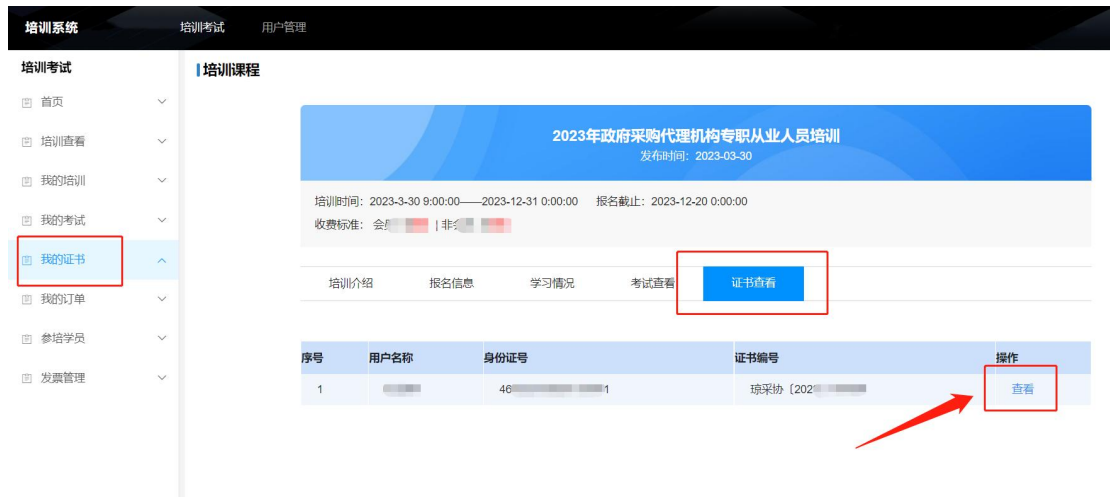 培训系统 培训考试 用户管理
培训考试
首页
培训查看
我的培训
我的考试
我的证书
我的订单
参培学员
发票管理
培训课程
2023年政府采购代理机构专职从业人员培训
发布时间：2023-03-30
培训时间：2023-3-30 9:00:00——2023-12-31 0:00:00 报名截止：2023-12-20 0:00:00
收费标准： 会 | 非
培训介绍 报名信息 学习情况 考试查看 证书查看
序号 用户名称 身份证号 证书编号 操作
1 46 1 琼采协〔202 查看